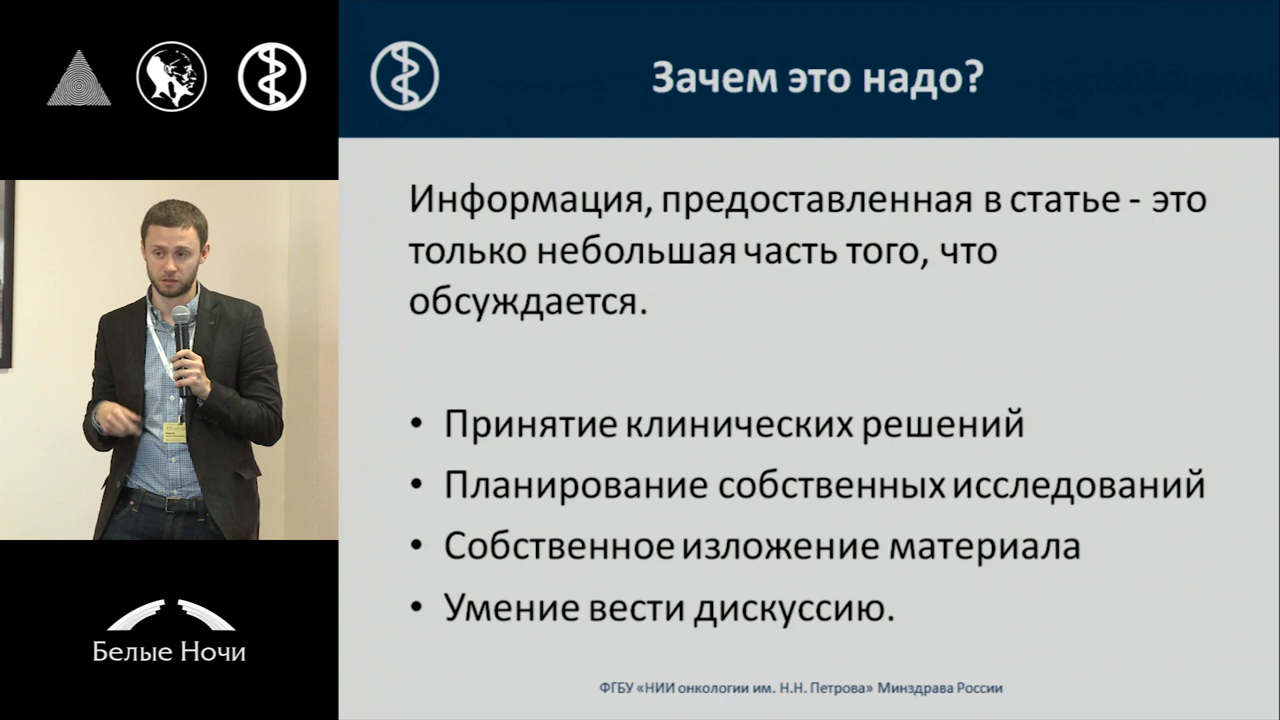 Зачем это надо?
Информация, предоставленная в статье - это
только небольшая часть того, что
обсуждается.
• Принятие клинических решений
• Планирование собственных исследований
• Собственное изложение материала
• Умение вести дискуссию.
ФГБУ «НИИ онкологии им. Н.Н. Петрова» Минздрава России
Белые Ночи